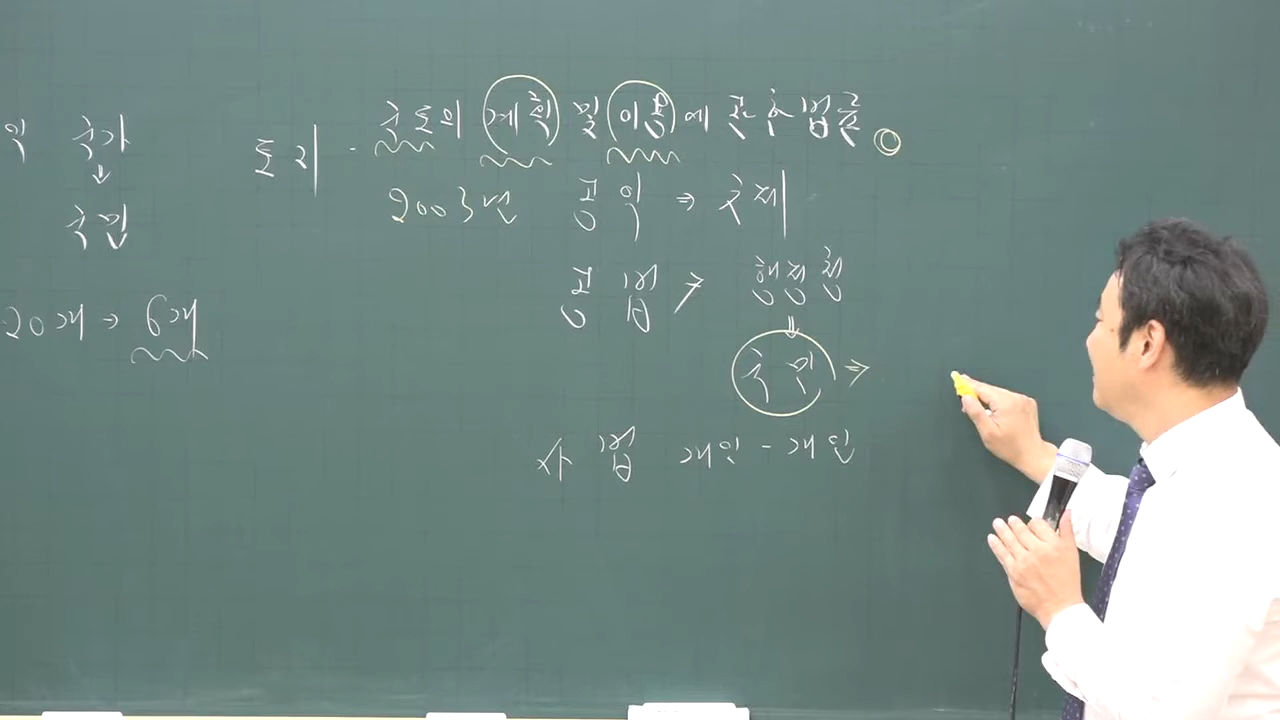 익 국가
↓
국민
20개 → 6개
토지 - 국토의 계획 및 이용에 관한 법률 ◎
2003년 공익 ⇒ 규제
공법 행정청
⇓
국민 ⇒
사법 개인 - 개인